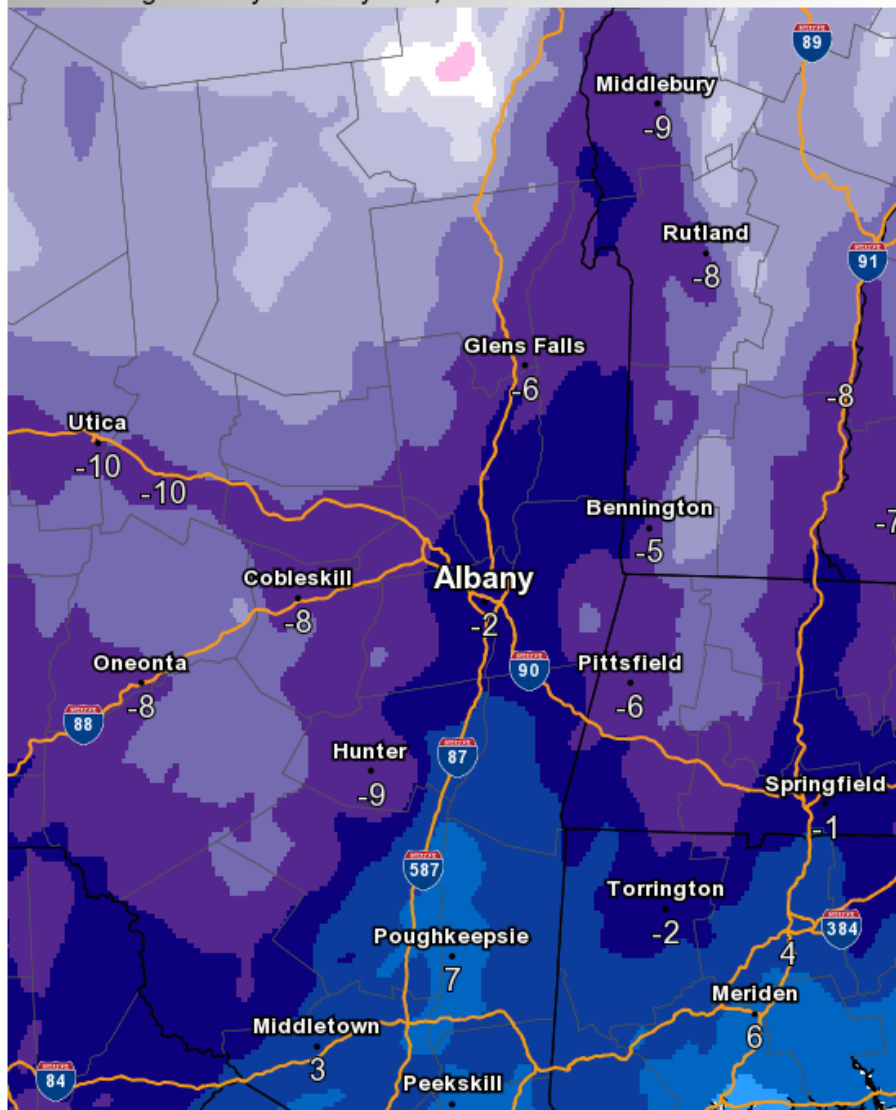 89
Middlebury
-9
Rutland
-8
91
Glens Falls
-6
-8
Utica
-10
-10
Bennington
-5
-7
Cobleskill
-8
Albany
-2
Oneonta
-8
90
Pittsfield
-6
88
Hunter
-9
87
Springfield
-1
587
Torrington
-2
384
Poughkeepsie
7
4
Meriden
6
Middletown
3
84
Peekskill